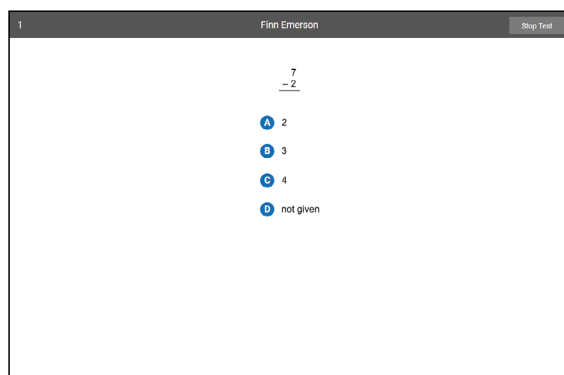 1
Finn Emerson
Stop Test
7
– 2
A 2
B 3
C 4
D not given